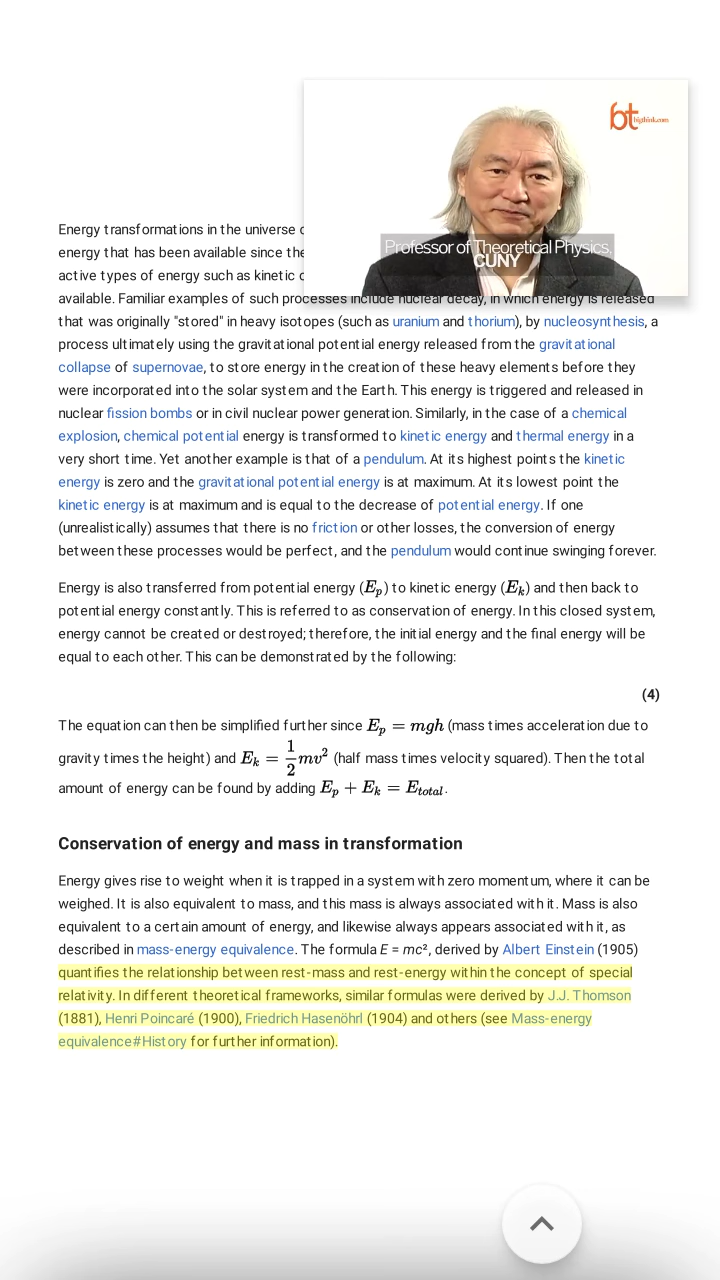 bt
bigthink.com
Professor of Theoretical Physics,
CUNY
Energy transformations in the universe
energy that has been available since the
active types of energy such as kinetic
available. Familiar examples of such processes include nuclear decay, in which energy is released
that was originally "stored" in heavy isotopes (such as uranium and thorium), by nucleosynthesis, a
process ultimately using the gravitational potential energy released from the gravitational
collapse of supernovae, to store energy in the creation of these heavy elements before they
were incorporated into the solar system and the Earth. This energy is triggered and released in
nuclear fission bombs or in civil nuclear power generation. Similarly, in the case of a chemical
explosion, chemical potential energy is transformed to kinetic energy and thermal energy in a
very short time. Yet another example is that of a pendulum. At its highest points the kinetic
energy is zero and the gravitational potential energy is at maximum. At its lowest point the
kinetic energy is at maximum and is equal to the decrease of potential energy. If one
(unrealistically) assumes that there is no friction or other losses, the conversion of energy
between these processes would be perfect, and the pendulum would continue swinging forever.
Energy is also transferred from potential energy (Eₚ) to kinetic energy (Eₖ) and then back to
potential energy constantly. This is referred to as conservation of energy. In this closed system,
energy cannot be created or destroyed; therefore, the initial energy and the final energy will be
equal to each other. This can be demonstrated by the following:
(4)
The equation can then be simplified further since Eₚ = mgh (mass times acceleration due to
gravity times the height) and Eₖ = 1/2 mv² (half mass times velocity squared). Then the total
amount of energy can be found by adding Eₚ + Eₖ = E_total.
Conservation of energy and mass in transformation
Energy gives rise to weight when it is trapped in a system with zero momentum, where it can be
weighed. It is also equivalent to mass, and this mass is always associated with it. Mass is also
equivalent to a certain amount of energy, and likewise always appears associated with it, as
described in mass-energy equivalence. The formula E = mc², derived by Albert Einstein (1905)
quantifies the relationship between rest-mass and rest-energy within the concept of special
relativity. In different theoretical frameworks, similar formulas were derived by J.J. Thomson
(1881), Henri Poincaré (1900), Friedrich Hasenöhrl (1904) and others (see Mass-energy
equivalence#History for further information).